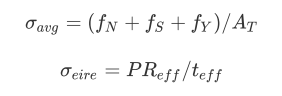 σ_avg = (f_N + f_S + f_Y)/A_T
σ_eire = PR_eff/t_eff